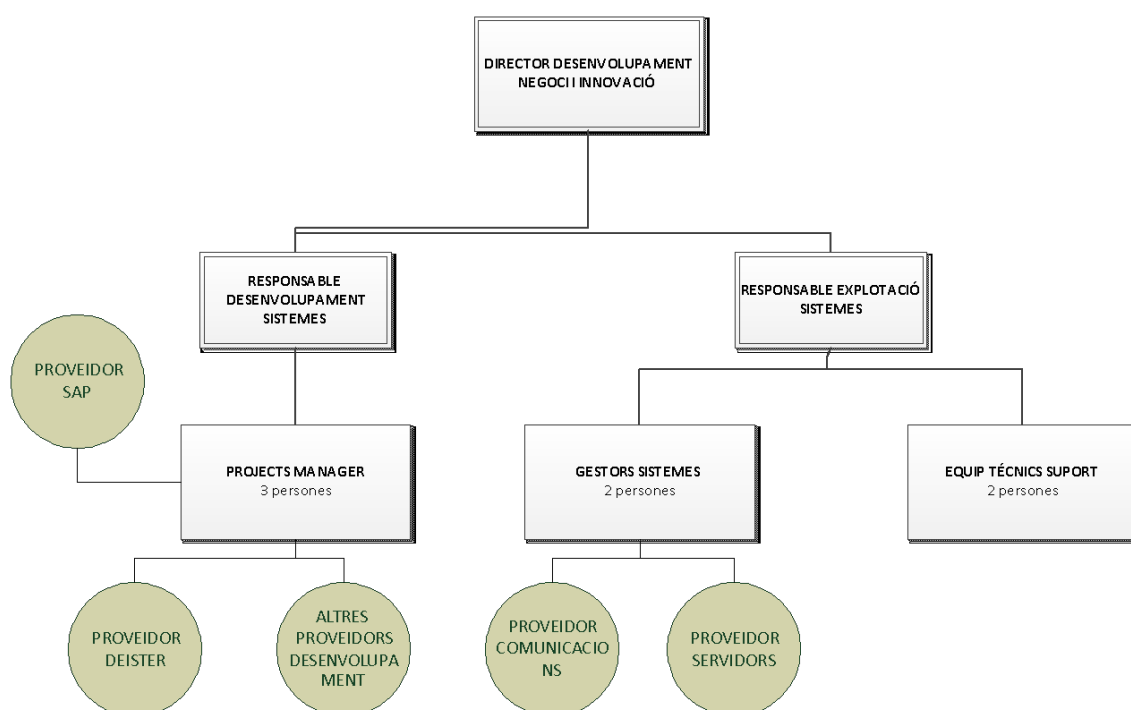 DIRECTOR DESENVOLUPAMENT
NEGOCI I INNOVACIÓ
RESPONSABLE
DESENVOLUPAMENT
SISTEMES
RESPONSABLE EXPLOTACIÓ
SISTEMES
PROVEIDOR
SAP
PROJECTS MANAGER
3 persones
GESTORS SISTEMES
2 persones
EQUIP TÉCNICS SUPORT
2 persones
PROVEIDOR
DEISTER
ALTRES
PROVEIDORS
DESENVOLUPA
MENT
PROVEIDOR
COMUNICACIO
NS
PROVEIDOR
SERVIDORS